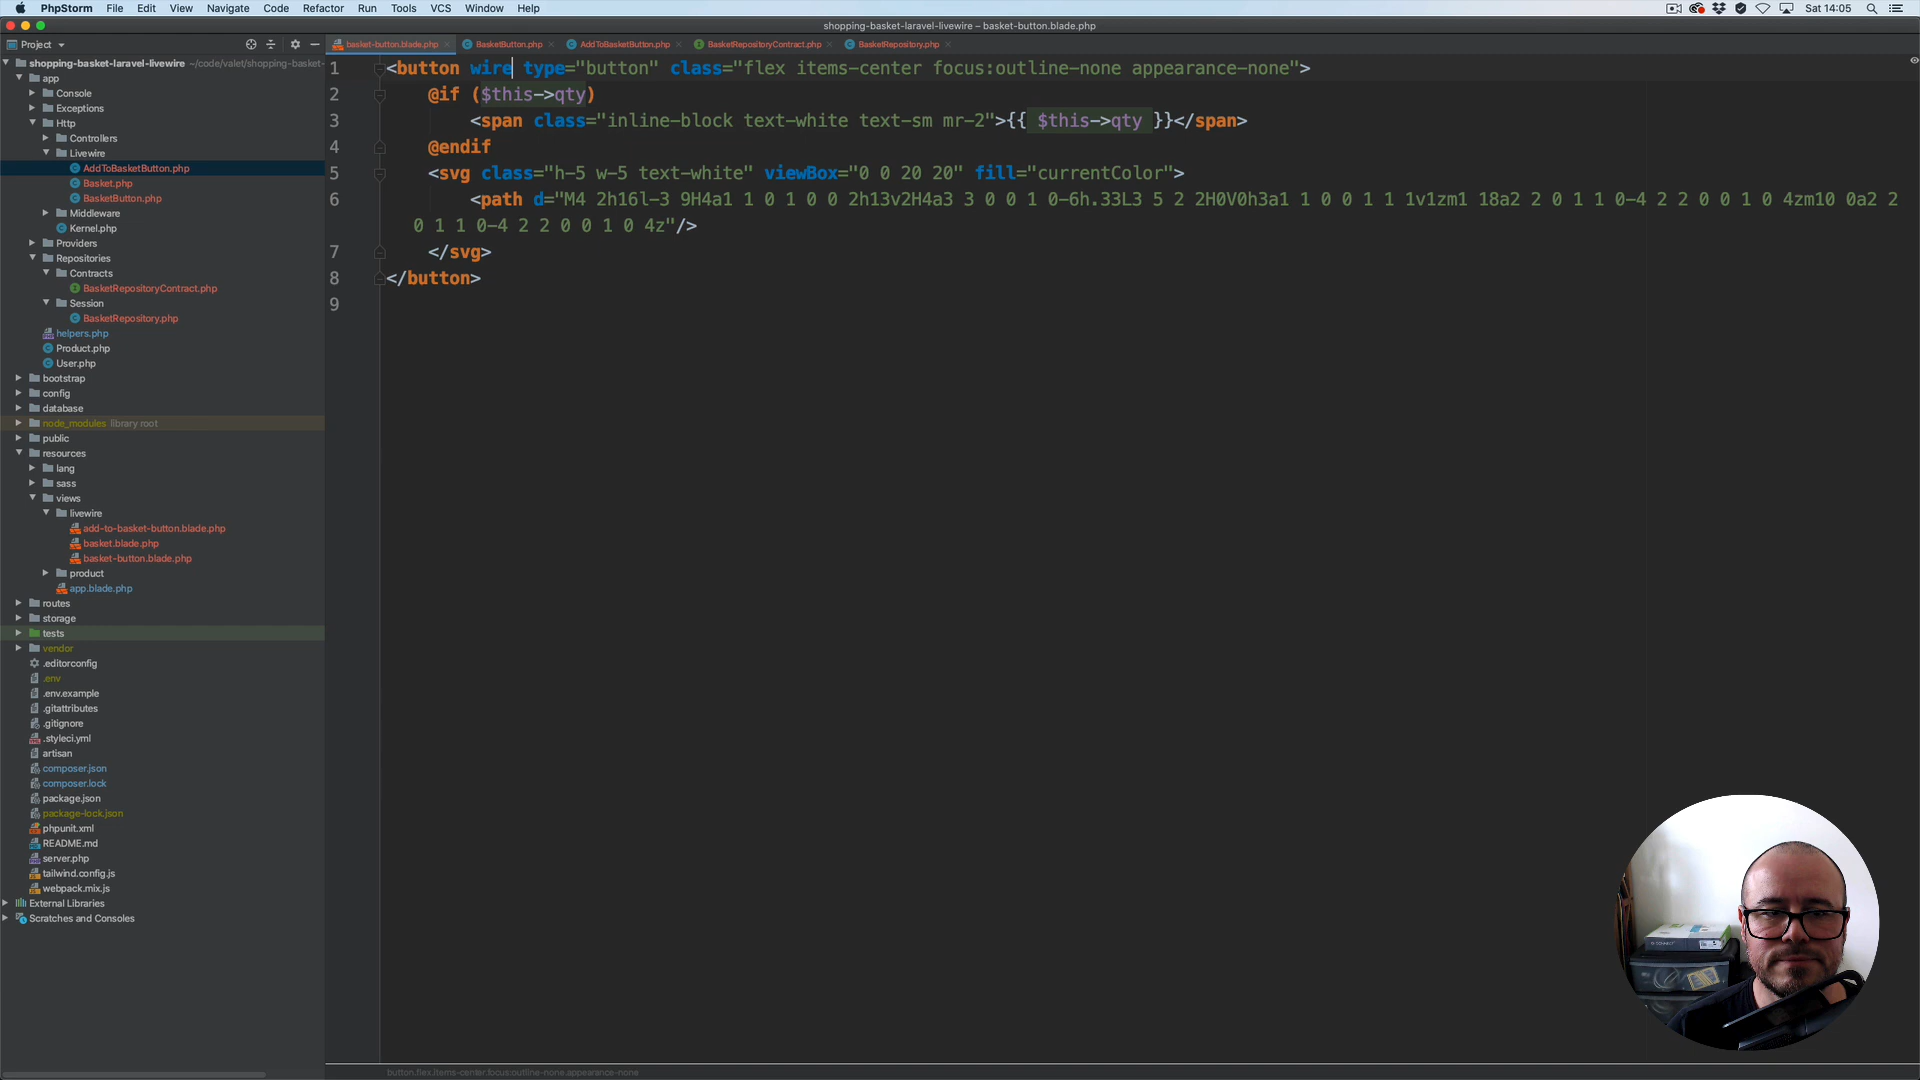 PhpStorm File Edit View Navigate Code Refactor Run Tools VCS Window Help Sat 14:05
shopping-basket-laravel-livewire – basket-button.blade.php
Project basket-button.blade.php BasketButton.php AddToBasketButton.php BasketRepositoryContract.php BasketRepository.php
shopping-basket-laravel-livewire ~/code/valet/shopping-basket-
app
Console
Exceptions
Http
Controllers
Livewire
AddToBasketButton.php
Basket.php
BasketButton.php
Middleware
Kernel.php
Providers
Repositories
Contracts
BasketRepositoryContract.php
Session
BasketRepository.php
helpers.php
Product.php
User.php
bootstrap
config
database
node_modules library root
public
resources
lang
sass
views
livewire
add-to-basket-button.blade.php
basket.blade.php
basket-button.blade.php
product
app.blade.php
routes
storage
tests
vendor
.editorconfig
.env
.env.example
.gitattributes
.gitignore
.styleci.yml
artisan
composer.json
composer.lock
package.json
package-lock.json
phpunit.xml
README.md
server.php
tailwind.config.js
webpack.mix.js
External Libraries
Scratches and Consoles
1 <button wire type="button" class="flex items-center focus:outline-none appearance-none">
2 @if ($this->qty)
3 <span class="inline-block text-white text-sm mr-2">{{ $this->qty }}</span>
4 @endif
5 <svg class="h-5 w-5 text-white" viewBox="0 0 20 20" fill="currentColor">
6 <path d="M4 2h16l-3 9H4a1 1 0 1 0 0 2h13v2H4a3 3 0 0 1 0-6h.33L3 5 2 2H0V0h3a1 1 0 0 1 1 1v1zm1 18a2 2 0 1 1 0-4 2 2 0 0 1 0 4zm10 0a2 2
0 1 1 0-4 2 2 0 0 1 0 4z"/>
7 </svg>
8 </button>
9
button.flex.items-center.focus:outline-none.appearance-none